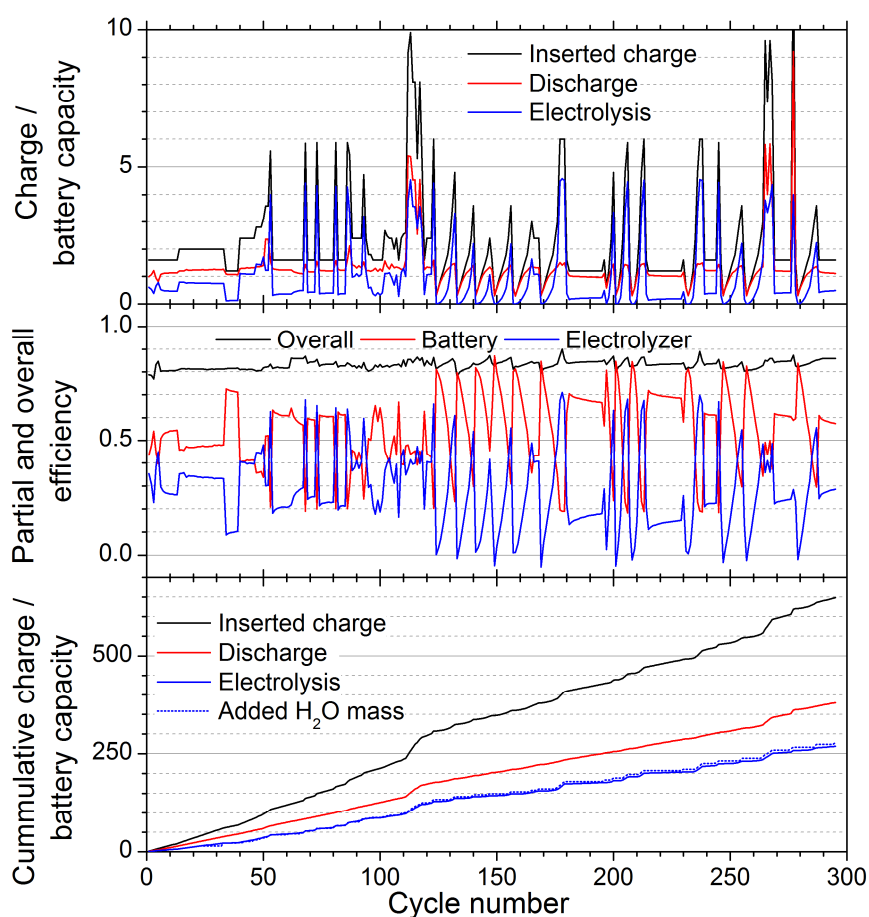 Charge /
battery capacity
10
5
0
Inserted charge
Discharge
Electrolysis
Partial and overall
efficiency
1.0
0.5
0.0
Overall
Battery
Electrolyzer
Cummulative charge /
battery capacity
500
250
0
Inserted charge
Discharge
Electrolysis
Added H₂O mass
0
50
100
150
200
250
300
Cycle number